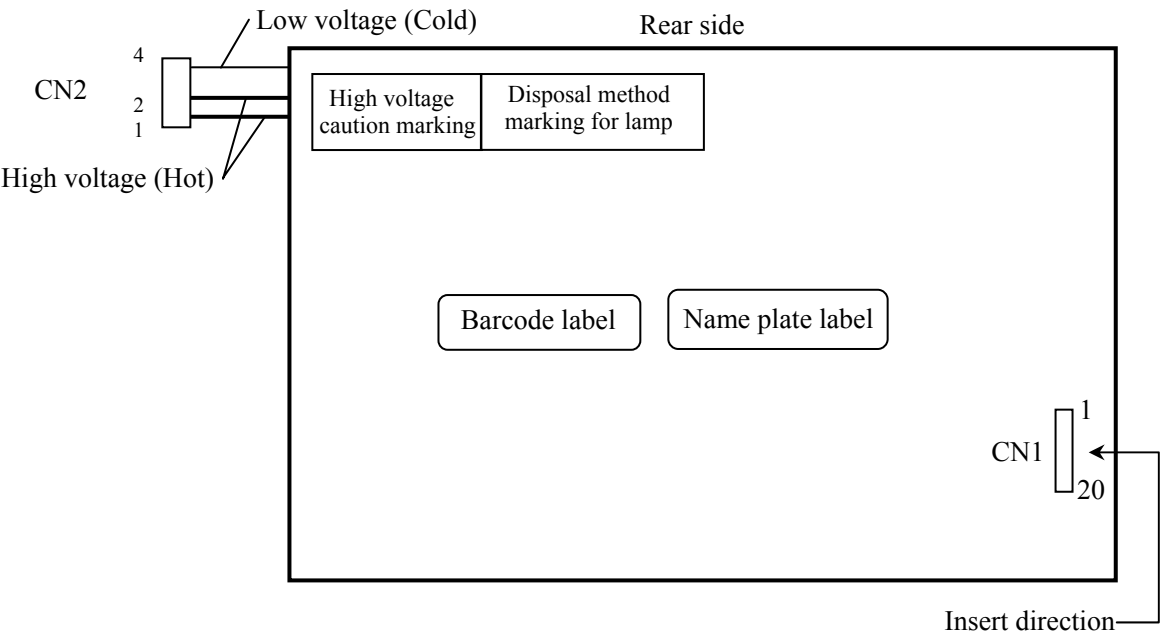 Low voltage (Cold)
Rear side
4
CN2
2
1
High voltage
caution marking
Disposal method
marking for lamp
High voltage (Hot)
Barcode label
Name plate label
1
CN1
20
Insert direction